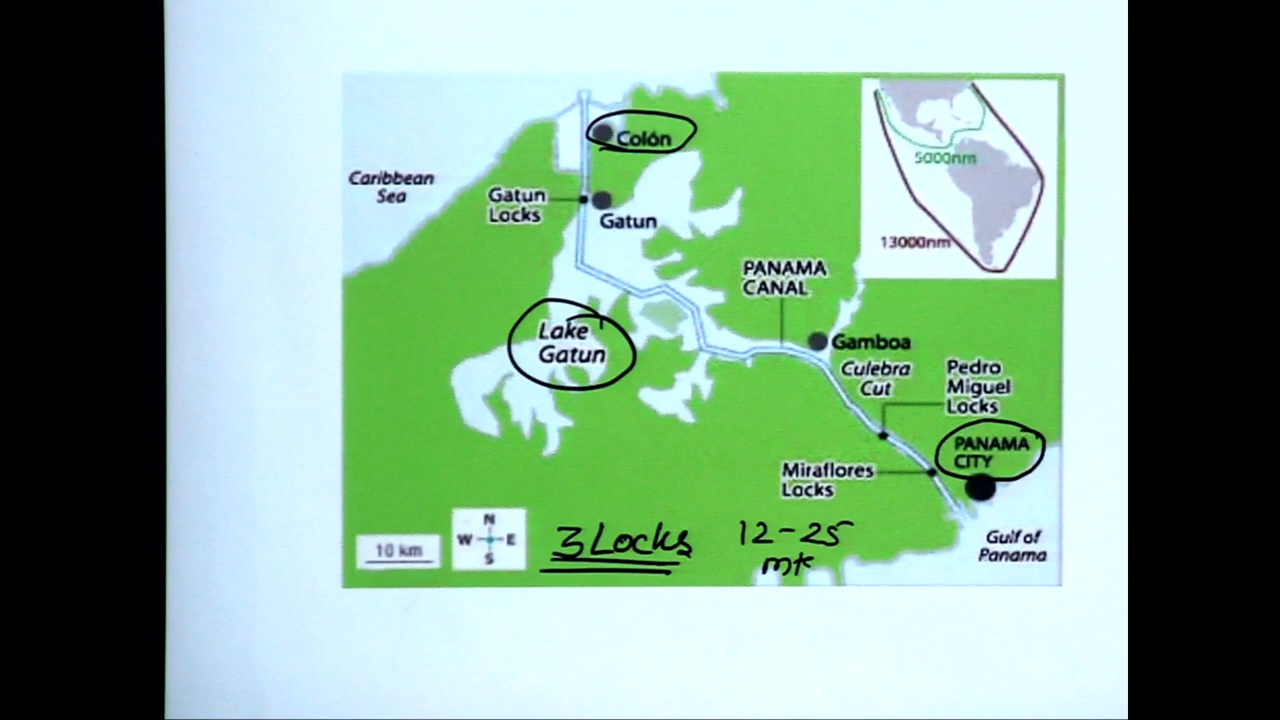 Colón
5000nm
Caribbean
Sea
Gatun
Locks
Gatun
13000nm
PANAMA
CANAL
Lake
Gatun
Gamboa
Culebra
Cut
Pedro
Miguel
Locks
PANAMA
CITY
Miraflores
Locks
N
W E
S
10 km
3 Locks
12-25
mt
Gulf of
Panama